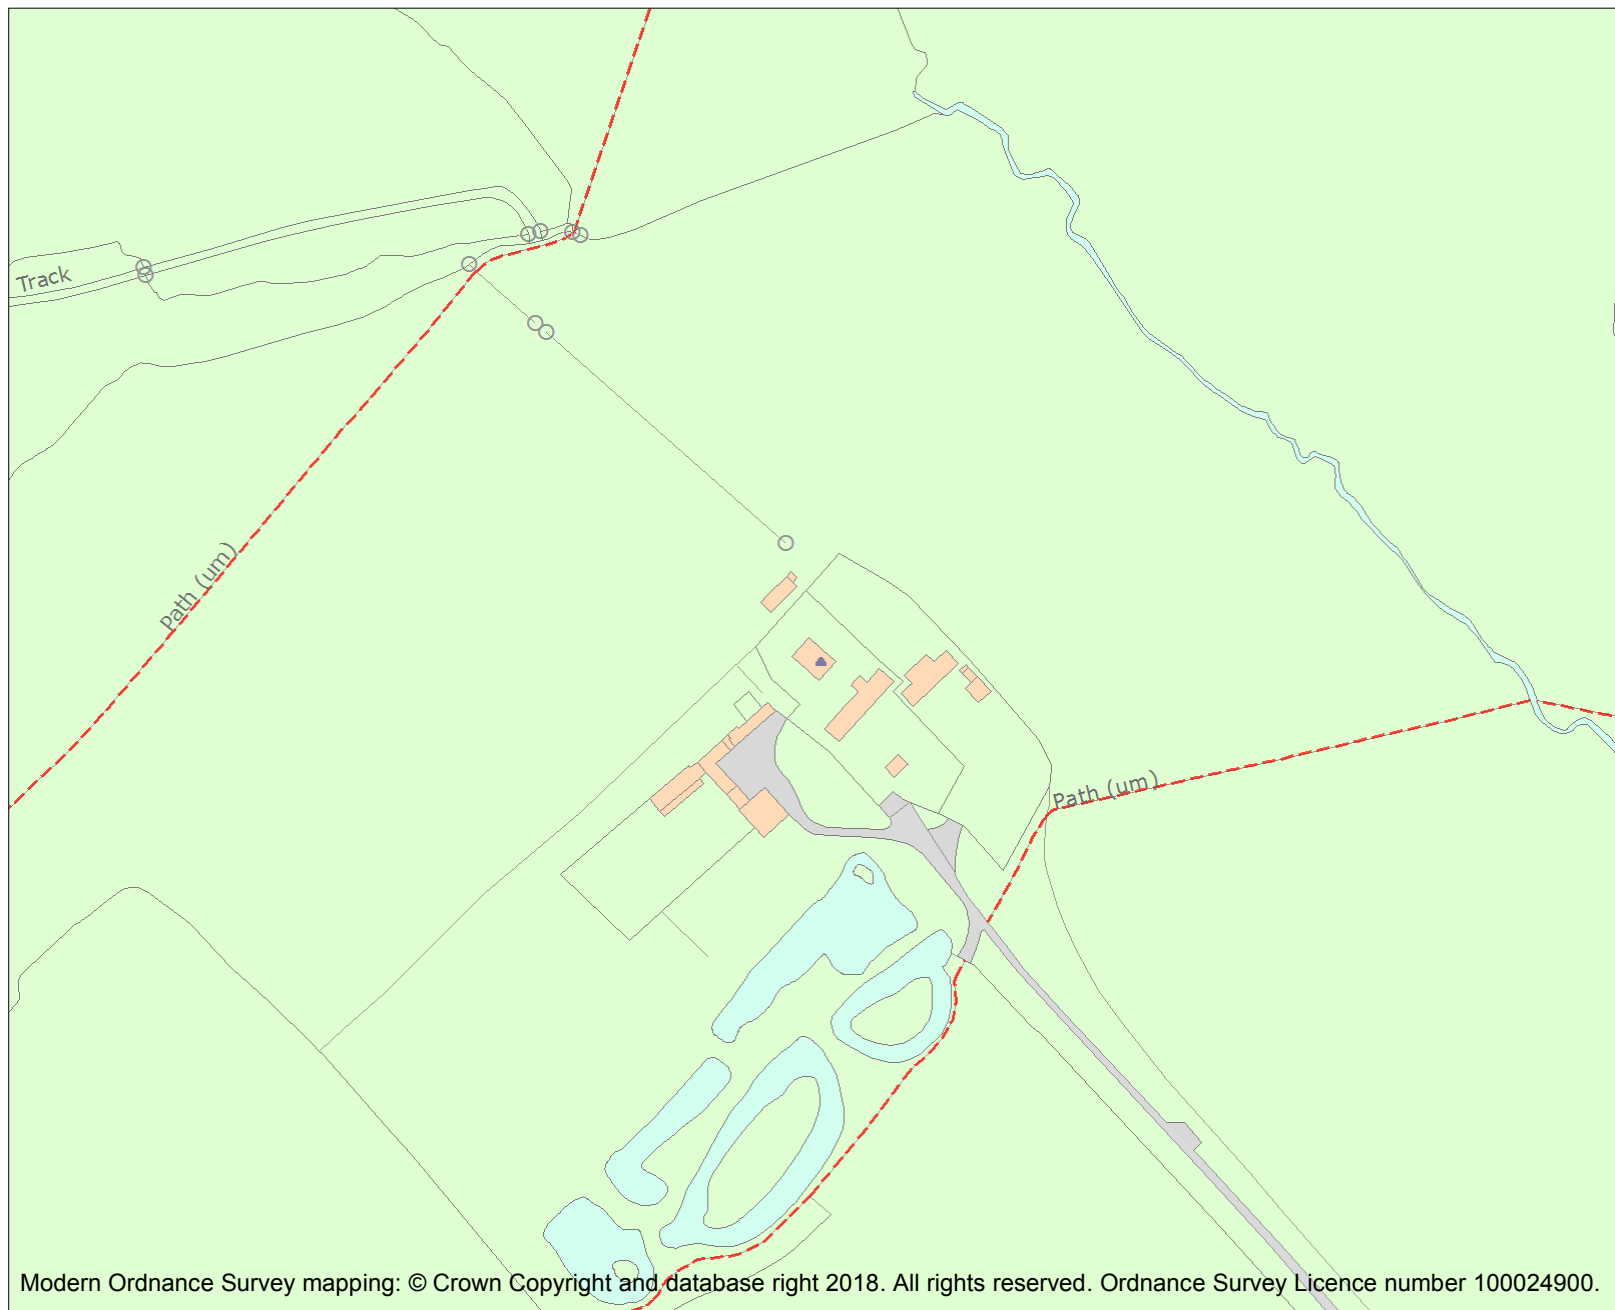 Track
Path (um)
Path (um)
Modern Ordnance Survey mapping: © Crown Copyright and database right 2018. All rights reserved. Ordnance Survey Licence number 100024900.